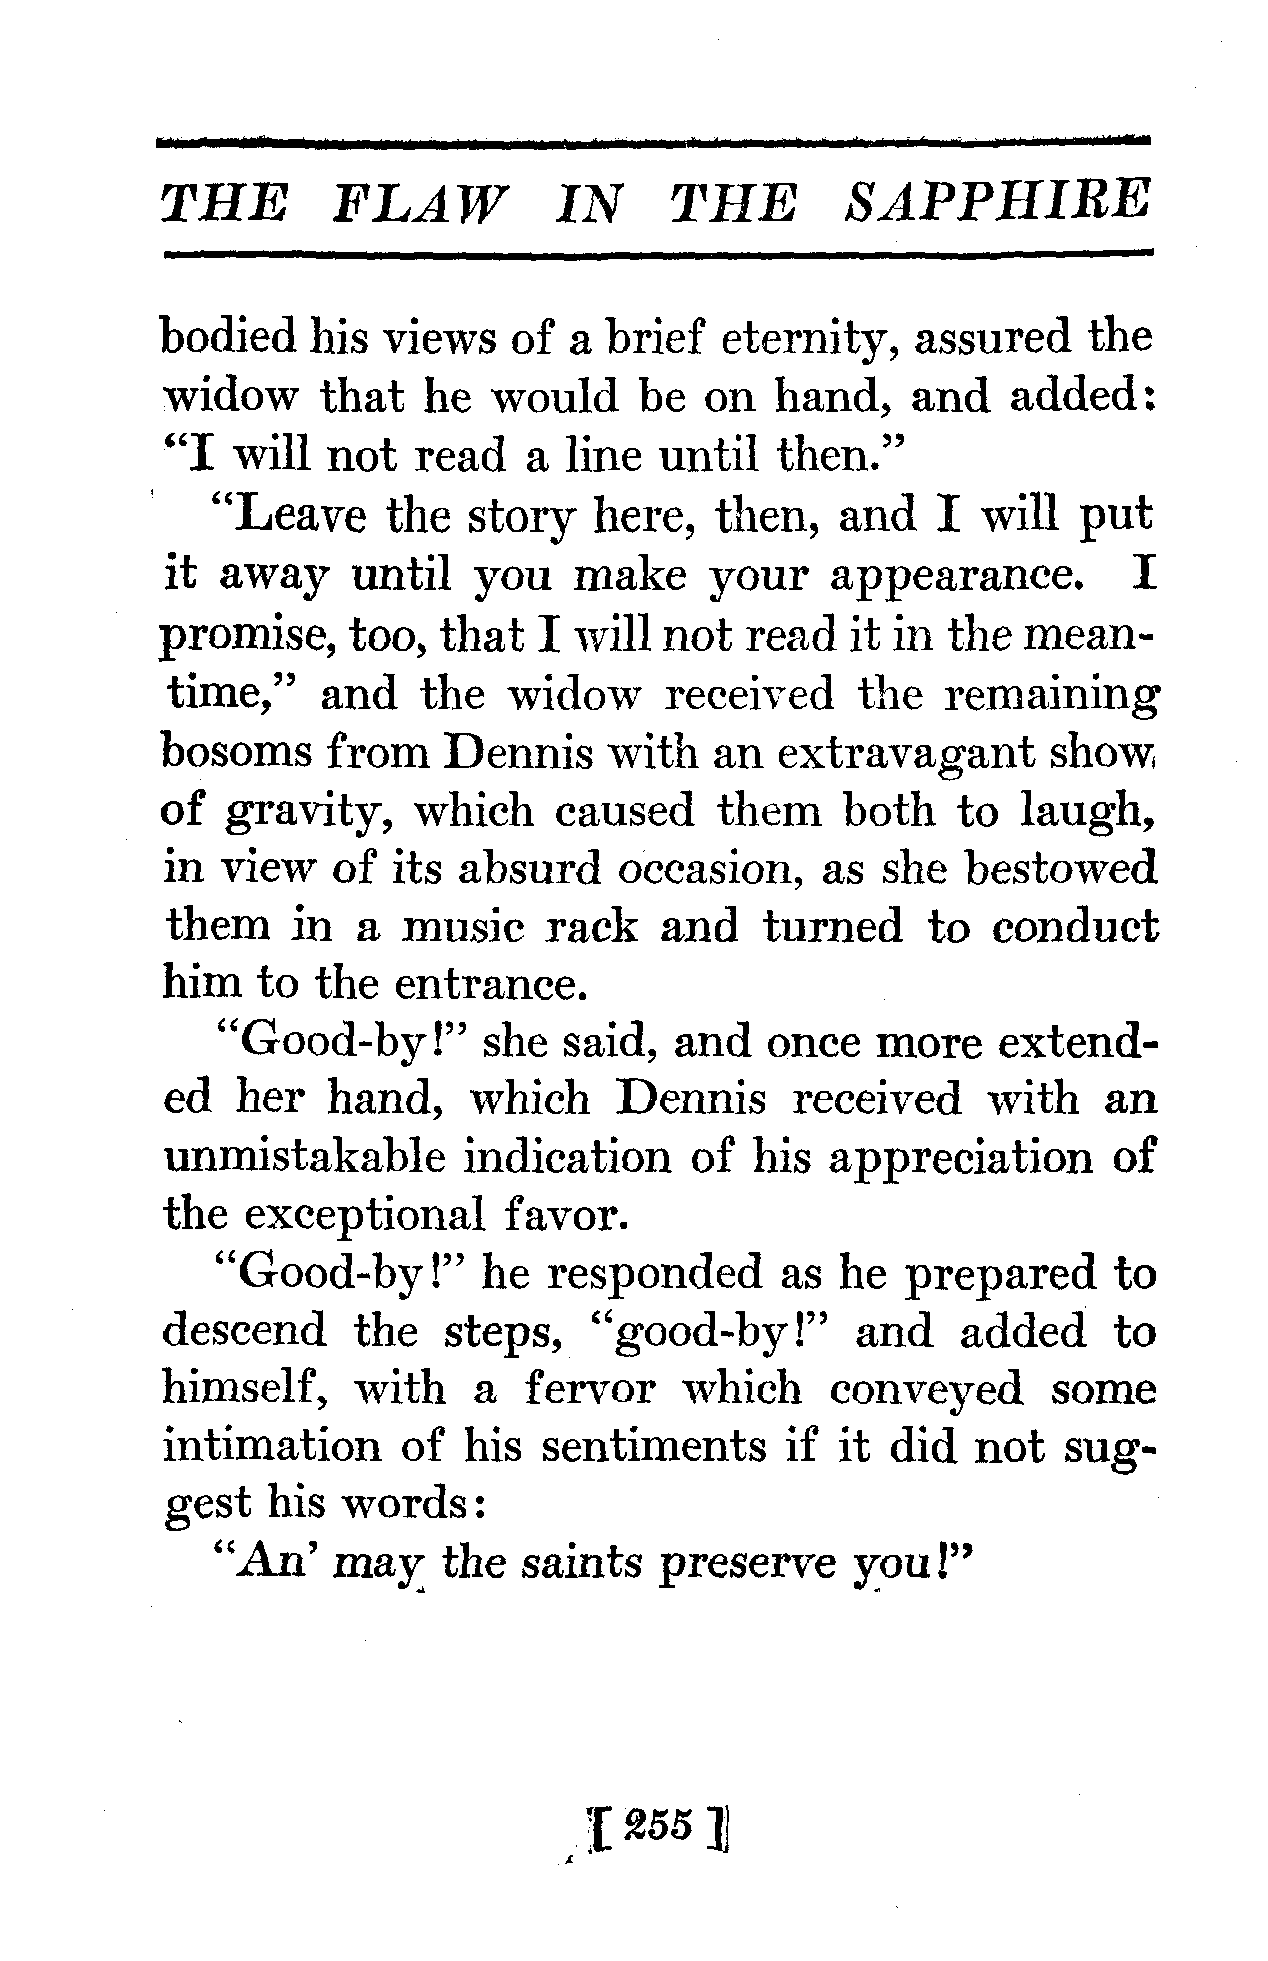 THE FLAW IN THE SAPPHIRE
bodied his views of a brief eternity, assured the
widow that he would be on hand, and added:
“I will not read a line until then.”
“Leave the story here, then, and I will put
it away until you make your appearance. I
promise, too, that I will not read it in the mean-
time,” and the widow received the remaining
bosoms from Dennis with an extravagant show
of gravity, which caused them both to laugh,
in view of its absurd occasion, as she bestowed
them in a music rack and turned to conduct
him to the entrance.
“Good-by!” she said, and once more extend-
ed her hand, which Dennis received with an
unmistakable indication of his appreciation of
the exceptional favor.
“Good-by!” he responded as he prepared to
descend the steps, “good-by!” and added to
himself, with a fervor which conveyed some
intimation of his sentiments if it did not sug-
gest his words:
“An’ may the saints preserve you!”
[ 255 ]